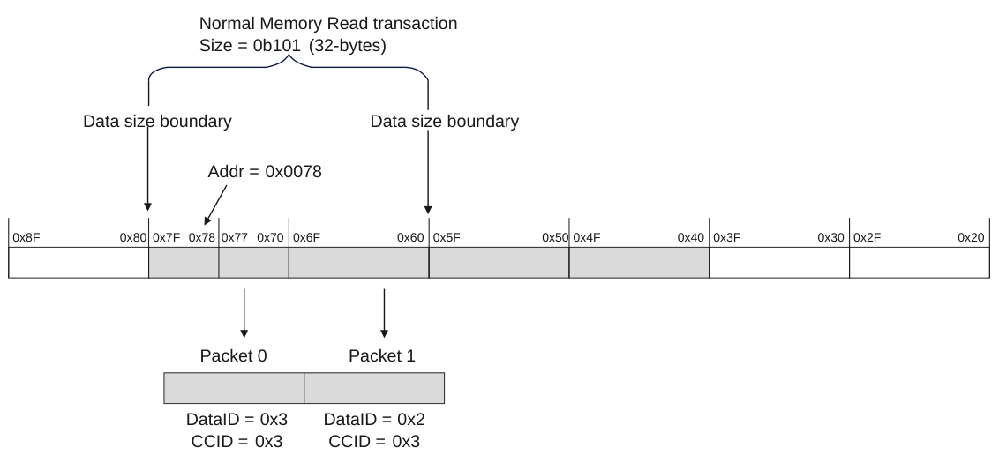 Normal Memory Read transaction
Size = 0b101 (32-bytes)
Data size boundary Data size boundary
Addr = 0x0078
0x8F 0x80 0x7F 0x78 0x77 0x70 0x6F 0x60 0x5F 0x50 0x4F 0x40 0x3F 0x30 0x2F 0x20
Packet 0 Packet 1
DataID = 0x3 DataID = 0x2
CCID = 0x3 CCID = 0x3